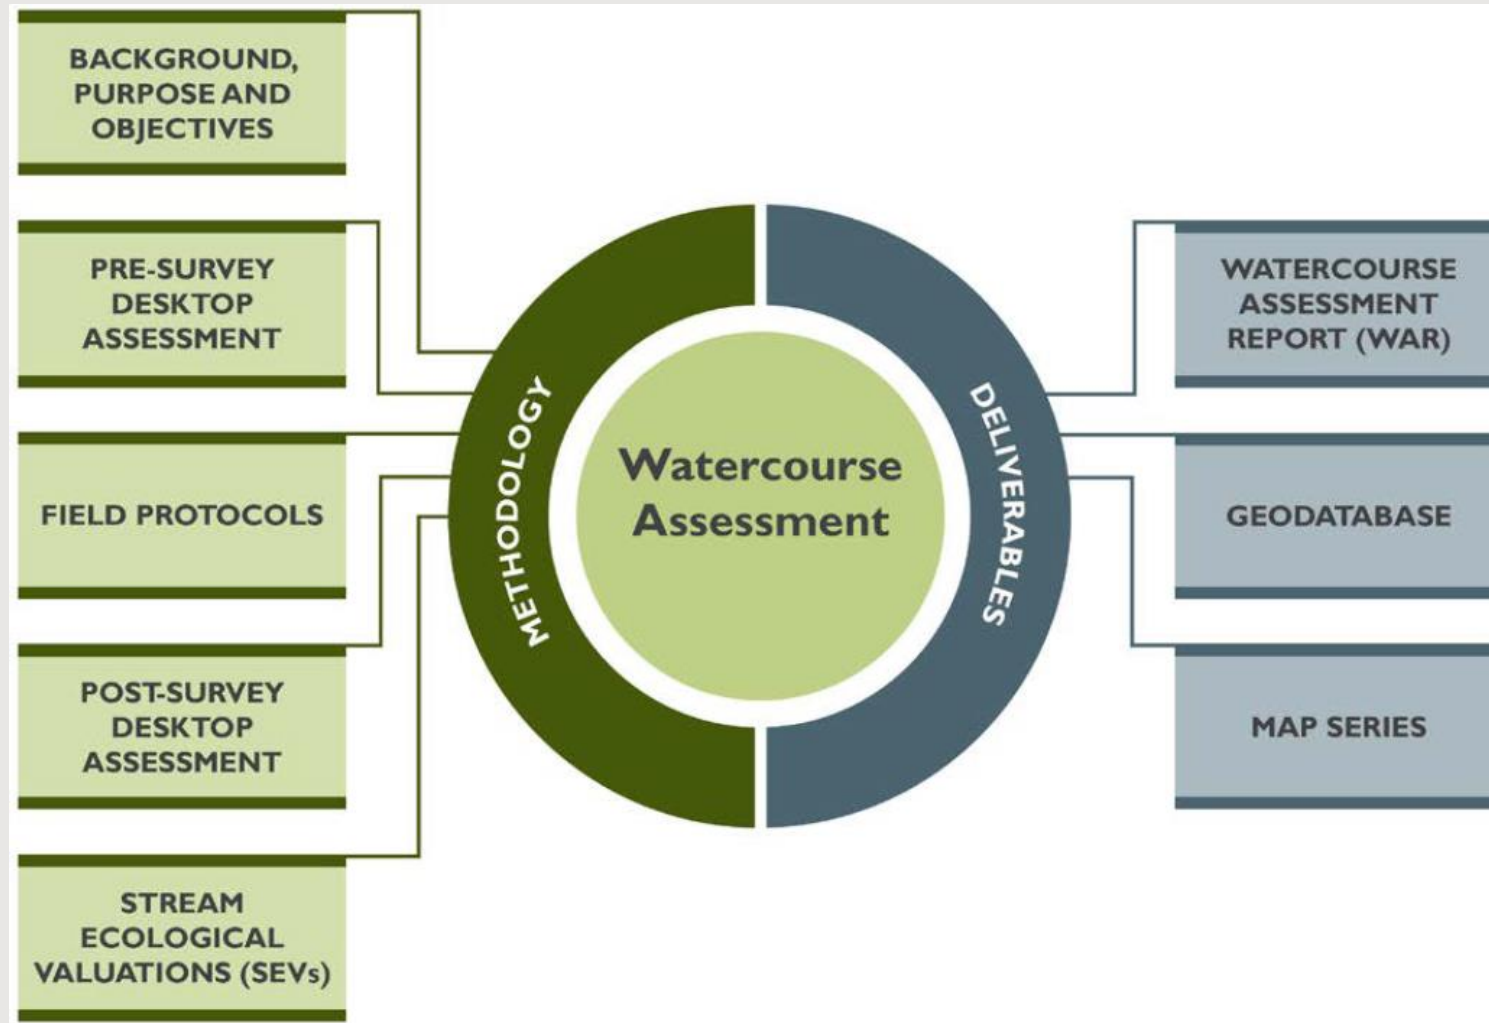 BACKGROUND,
PURPOSE AND
OBJECTIVES
PRE-SURVEY
DESKTOP
ASSESSMENT
FIELD PROTOCOLS
POST-SURVEY
DESKTOP
ASSESSMENT
STREAM
ECOLOGICAL
VALUATIONS (SEVs)
METHODOLOGY
Watercourse
Assessment
DELIVERABLES
WATERCOURSE
ASSESSMENT
REPORT (WAR)
GEODATABASE
MAP SERIES